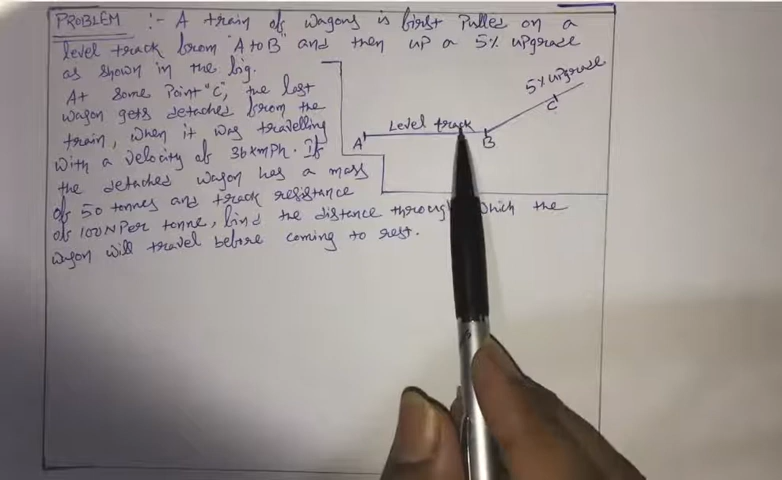 PROBLEM :- A train of wagons is first pulled on a
level track from "A to B" and then up a 5% upgrade
as shown in the fig.
At some Point "C", the last
wagon gets detached from the
train, when it was travelling
with a velocity of 36 kmPh. If
the detached wagon has a mass
of 50 tonnes and track resistance
of 100N Per tonne, find the distance through which the
wagon will travel before coming to rest.
5% upgrade
C
Level track
A
B